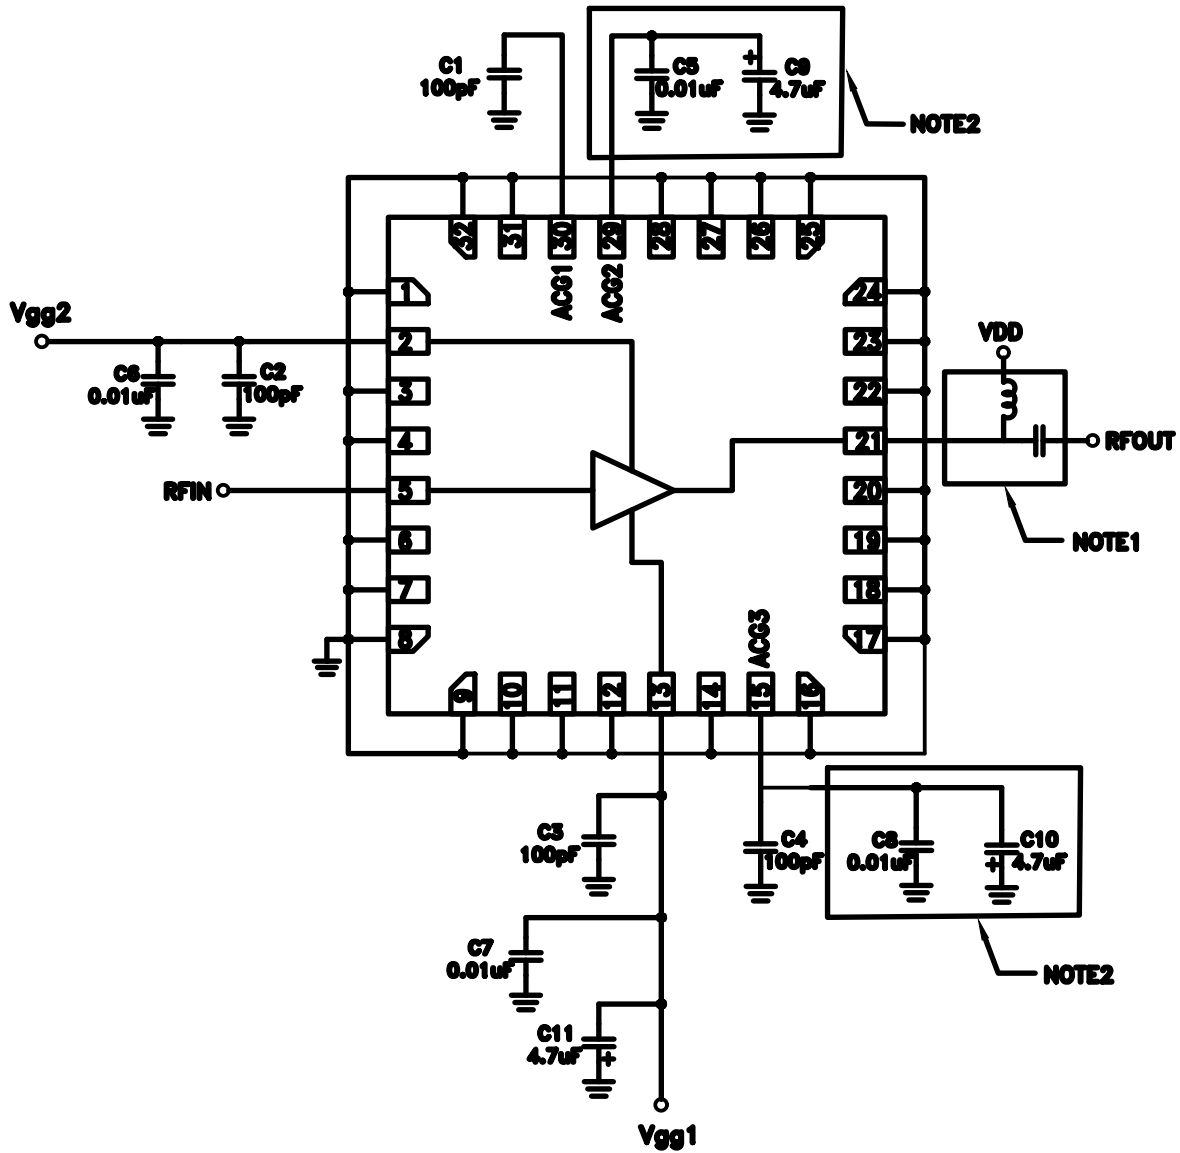 C1
100pF
C5
0.01uF
+
C9
4.7uF
NOTE2
32
31
30
29
28
27
26
25
ACG1
ACG2
Vgg2
C6
0.01uF
C2
100pF
RFIN
1
2
3
4
5
6
7
8
24
23
22
21
20
19
18
17
VDD
RFOUT
NOTE1
ACG3
9
10
11
12
13
14
15
16
C3
100pF
C4
100pF
C8
0.01uF
C10
+
4.7uF
NOTE2
C7
0.01uF
C11
4.7uF
+
Vgg1